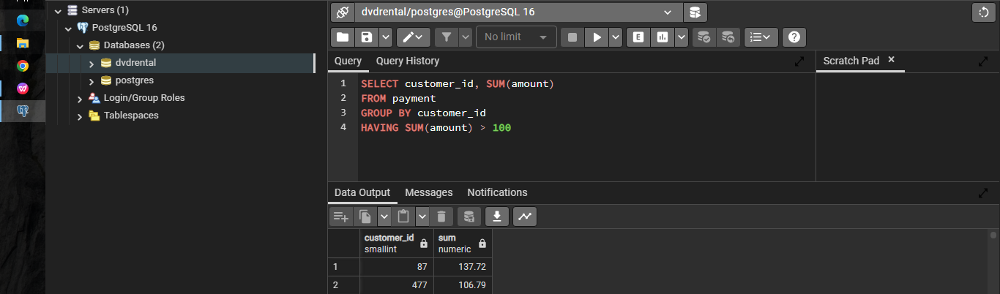 Servers (1)
PostgreSQL 16
Databases (2)
dvdrental
postgres
Login/Group Roles
Tablespaces
dvdrental/postgres@PostgreSQL 16
No limit
E
Query
Query History
Scratch Pad
1 SELECT customer_id, SUM(amount)
2 FROM payment
3 GROUP BY customer_id
4 HAVING SUM(amount) > 100
Data Output
Messages
Notifications
customer_id
smallint
sum
numeric
1 87 137.72
2 477 106.79